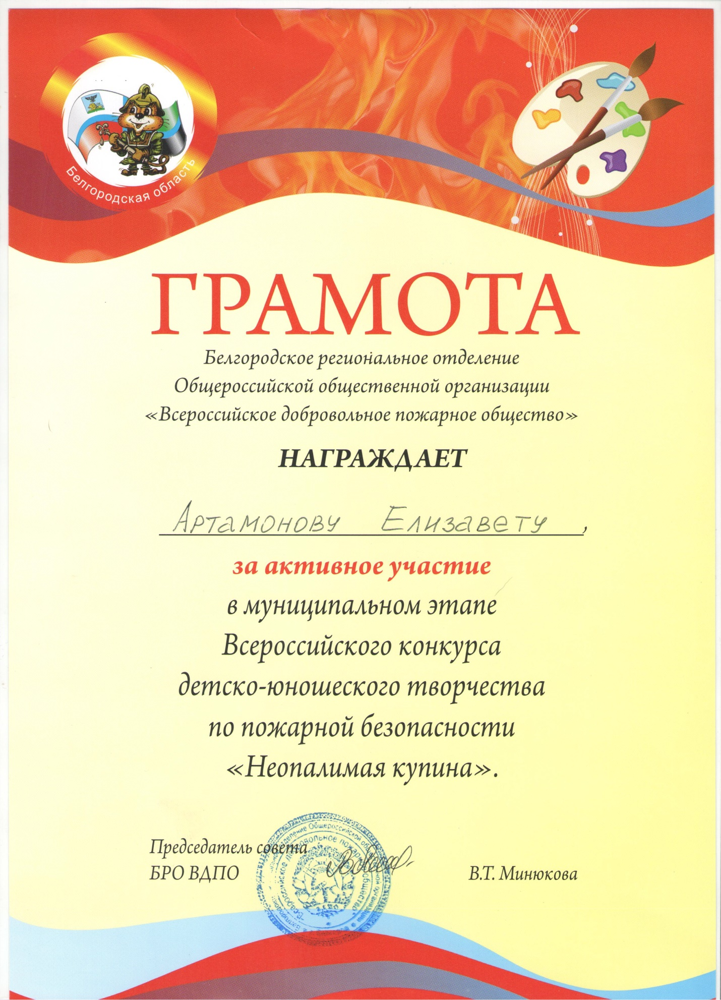 Белгородская область
ГРАМОТА
Белгородское региональное отделение
Общероссийской общественной организации
«Всероссийское добровольное пожарное общество»
НАГРАЖДАЕТ
Артамонову Елизавету,
за активное участие
в муниципальном этапе
Всероссийского конкурса
детско-юношеского творчества
по пожарной безопасности
«Неопалимая купина».
Председатель совета
БРО ВДПО
В.Т. Минюкова